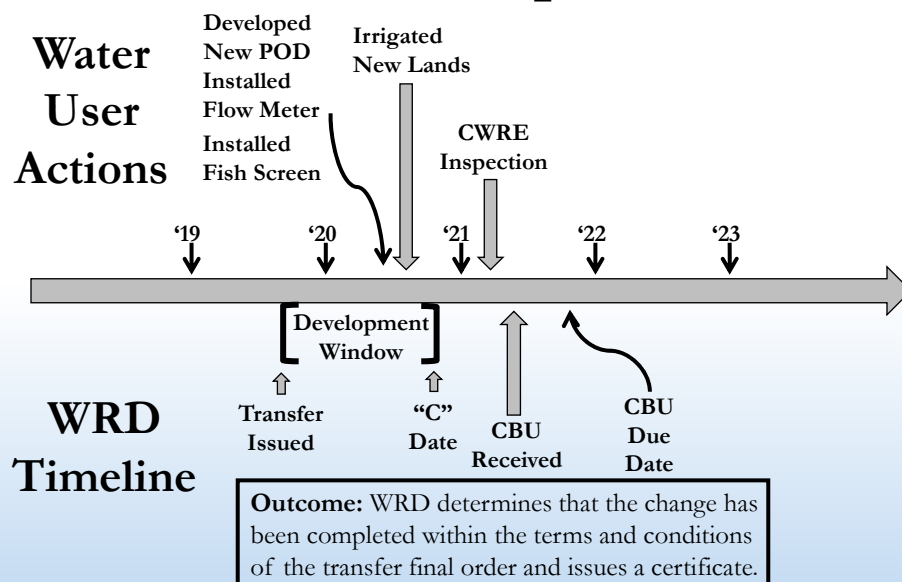 Water
User
Actions
Developed
New POD
Installed
Flow Meter
Installed
Fish Screen
Irrigated
New Lands
CWRE
Inspection
‘19
‘20
‘21
‘22
‘23
Development
Window
WRD
Timeline
Transfer
Issued
“C”
Date
CBU
Received
CBU
Due
Date
Outcome: WRD determines that the change has
been completed within the terms and conditions
of the transfer final order and issues a certificate.